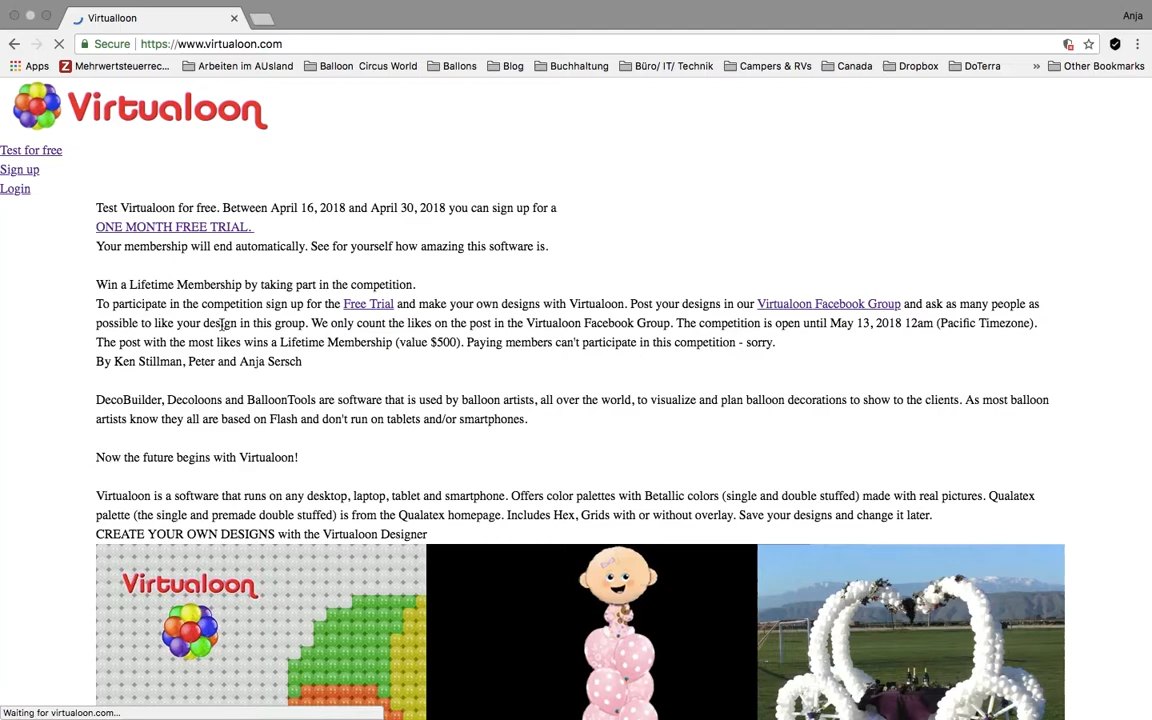 Virtualloon
Anja
Secure | https://www.virtualoon.com
Apps Mehrwertsteuerrec... Arbeiten im AUsland Balloon Circus World Ballons Blog Buchhaltung Büro/ IT/ Technik Campers & RVs Canada Dropbox DoTerra » Other Bookmarks
Virtualoon
Test for free
Sign up
Login
Test Virtualoon for free. Between April 16, 2018 and April 30, 2018 you can sign up for a
ONE MONTH FREE TRIAL.
Your membership will end automatically. See for yourself how amazing this software is.
Win a Lifetime Membership by taking part in the competition.
To participate in the competition sign up for the Free Trial and make your own designs with Virtualoon. Post your designs in our Virtualoon Facebook Group and ask as many people as
possible to like your design in this group. We only count the likes on the post in the Virtualoon Facebook Group. The competition is open until May 13, 2018 12am (Pacific Timezone).
The post with the most likes wins a Lifetime Membership (value $500). Paying members can't participate in this competition - sorry.
By Ken Stillman, Peter and Anja Sersch
DecoBuilder, Decoloons and BalloonTools are software that is used by balloon artists, all over the world, to visualize and plan balloon decorations to show to the clients. As most balloon
artists know they all are based on Flash and don't run on tablets and/or smartphones.
Now the future begins with Virtualoon!
Virtualoon is a software that runs on any desktop, laptop, tablet and smartphone. Offers color palettes with Betallic colors (single and double stuffed) made with real pictures. Qualatex
palette (the single and premade double stuffed) is from the Qualatex homepage. Includes Hex, Grids with or without overlay. Save your designs and change it later.
CREATE YOUR OWN DESIGNS with the Virtualoon Designer
Virtualoon
Waiting for virtualoon.com...